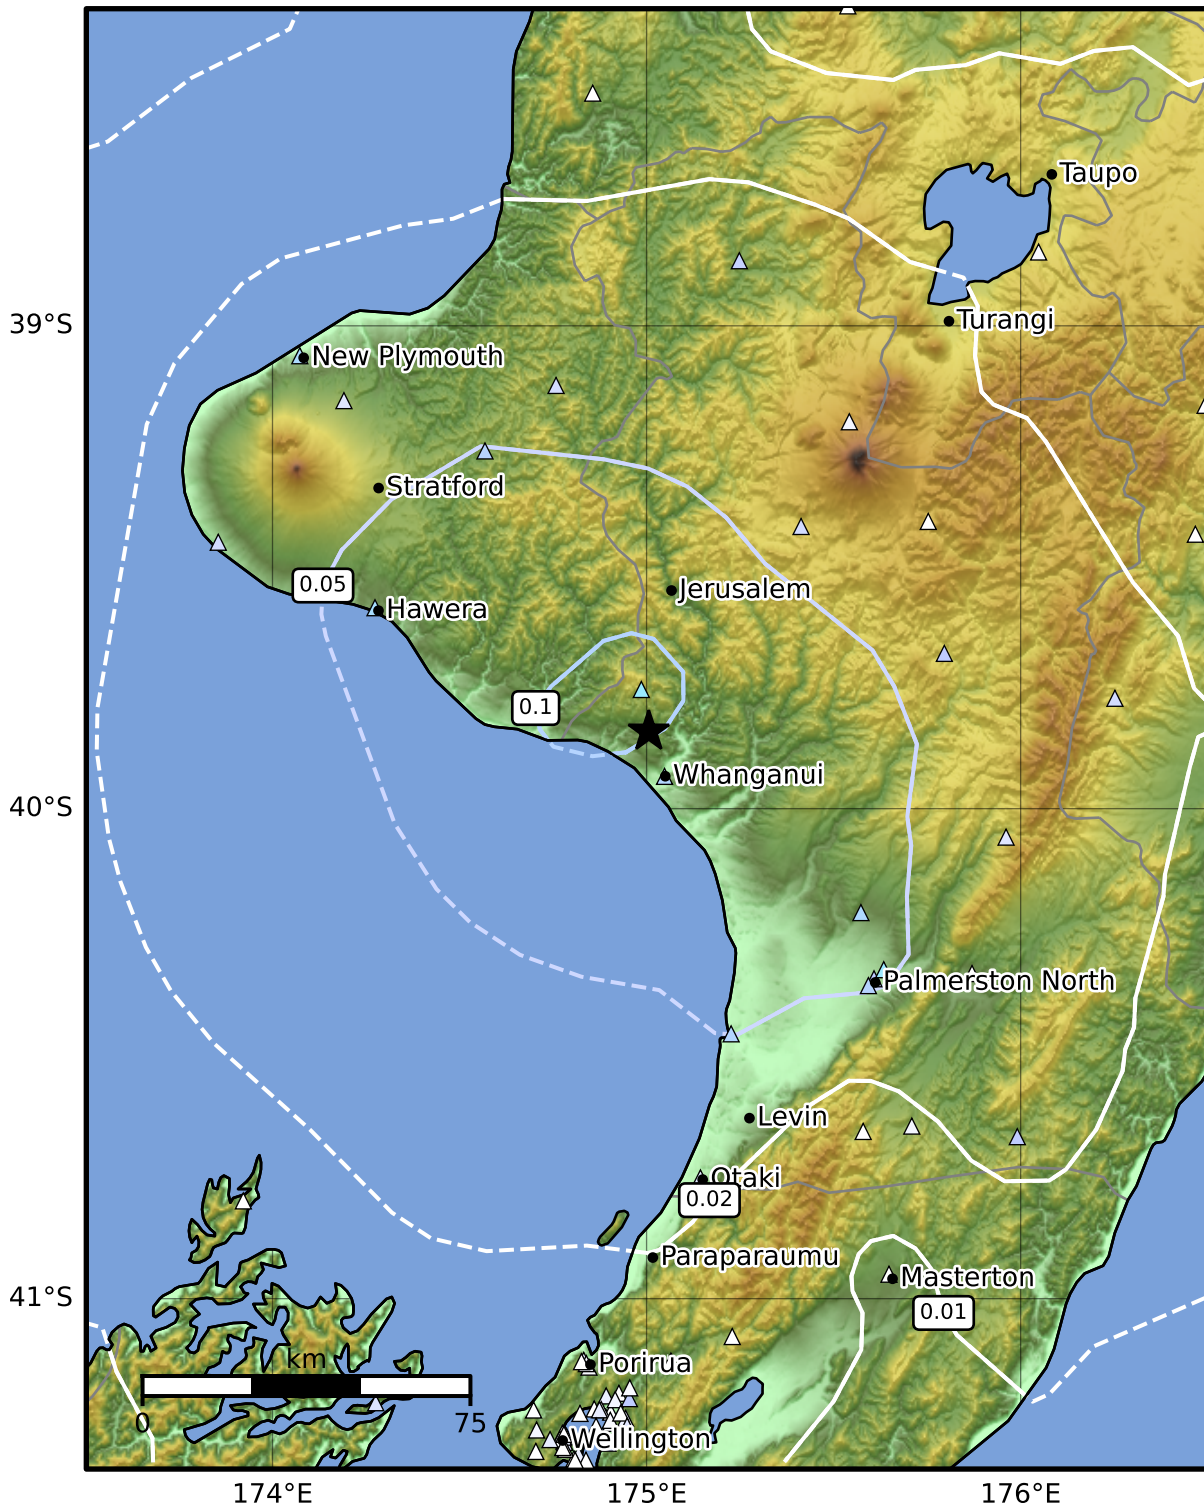 Taupo
39°S
Turangi
New Plymouth
Stratford
0.05
Hawera
Jerusalem
0.1
Whanganui
40°S
Palmerston North
Levin
Otaki
0.02
Paraparaumu
Masterton
41°S
0.01
km
Porirua
0
75
Wellington
174°E
175°E
176°E